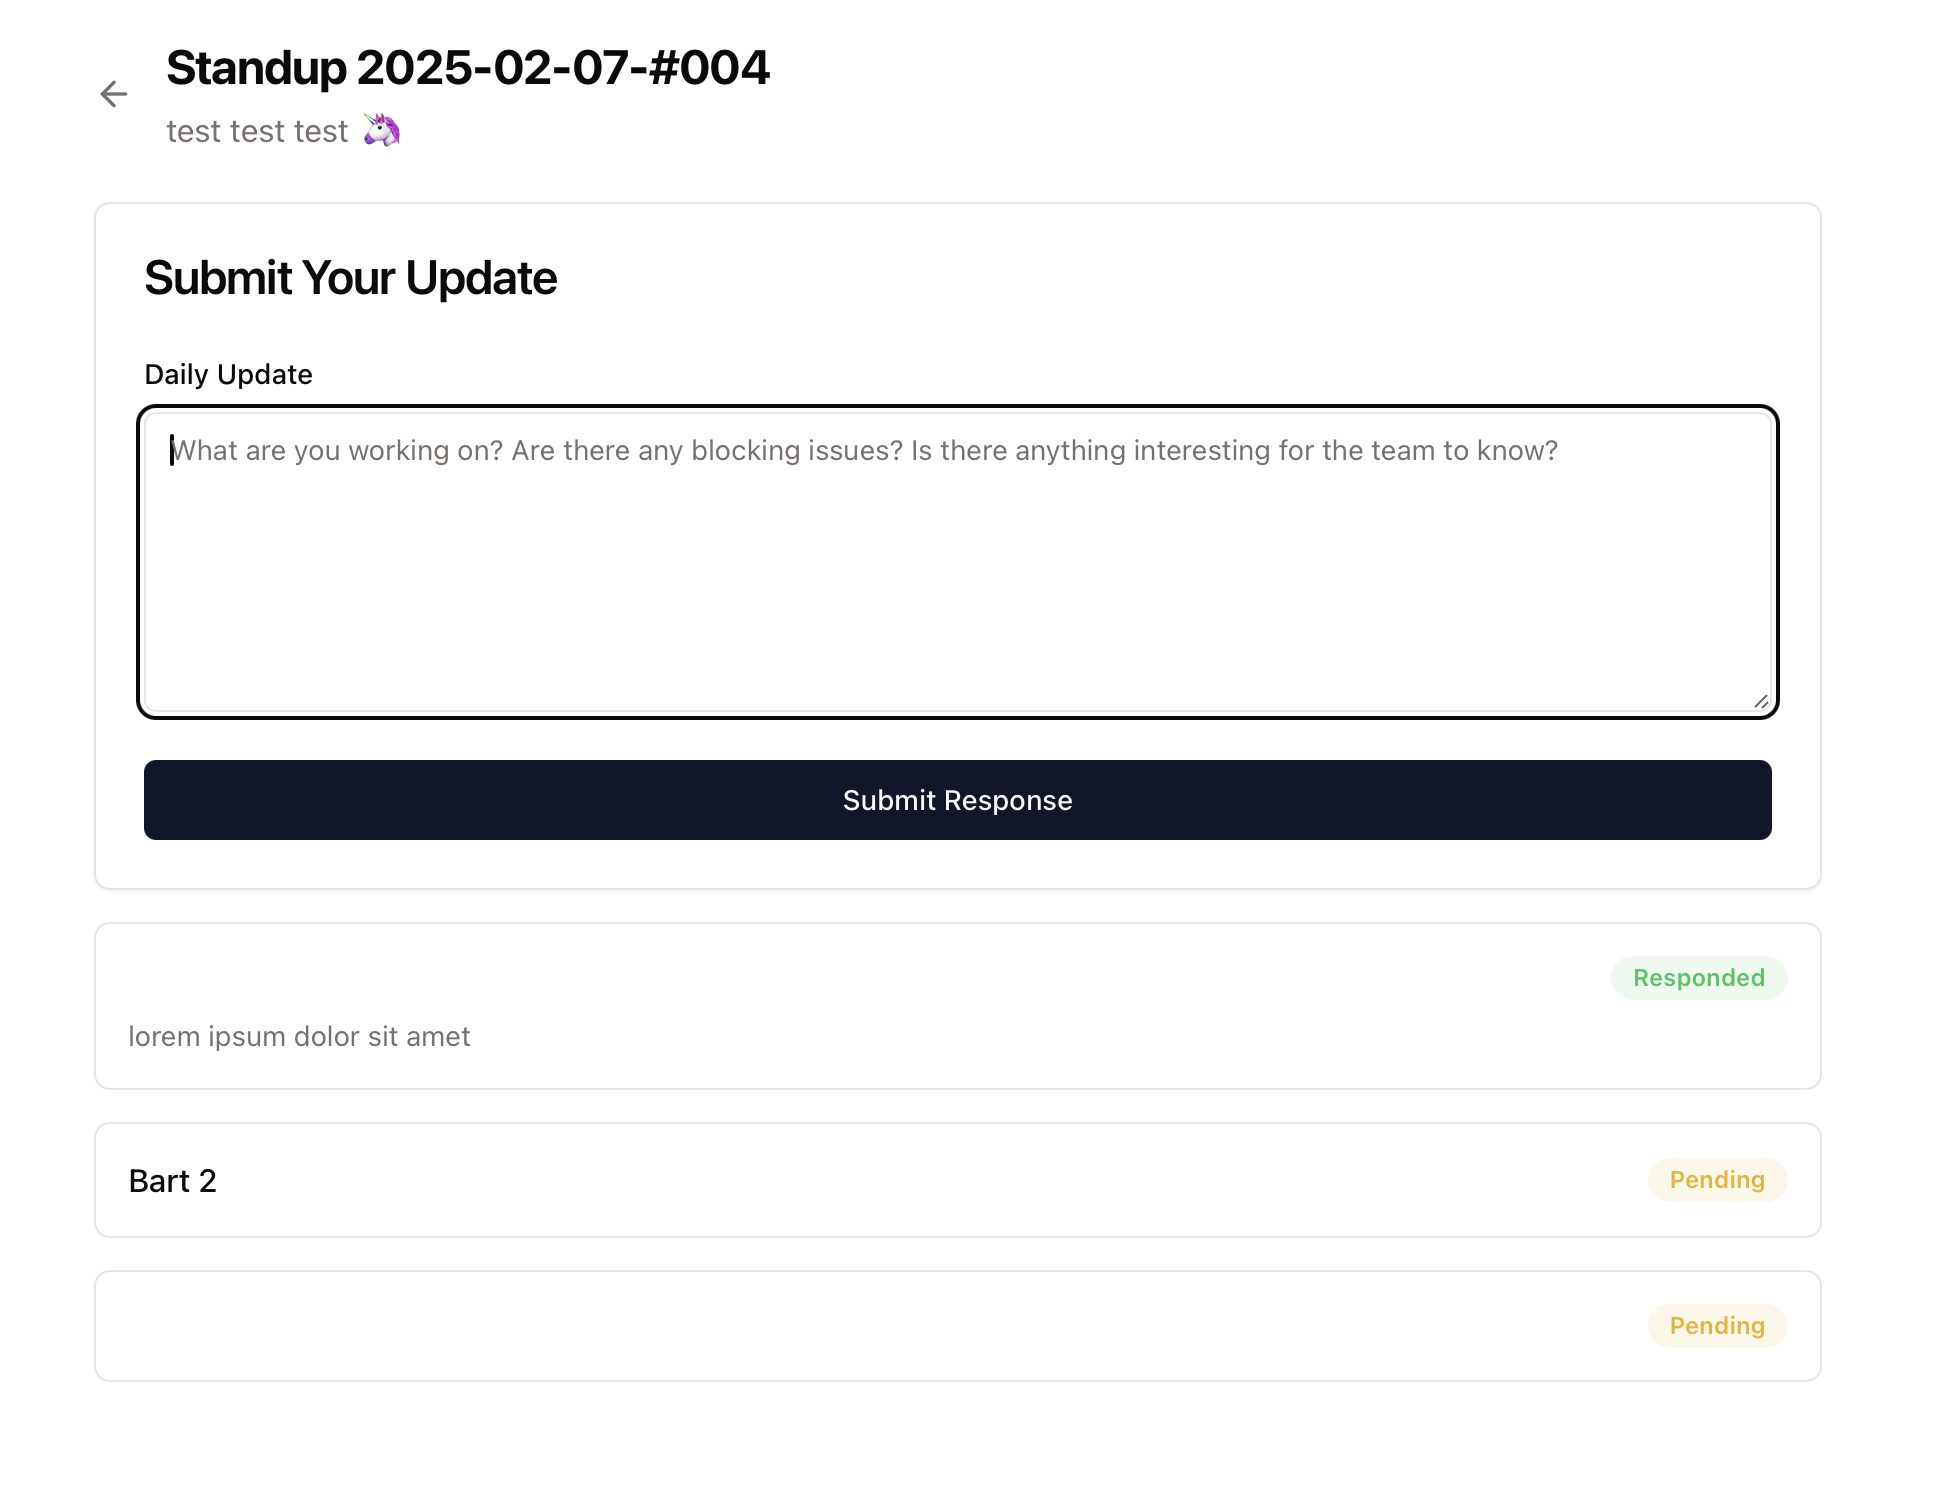 Standup 2025-02-07-#004
test test test 🦄
Submit Your Update
Daily Update
What are you working on? Are there any blocking issues? Is there anything interesting for the team to know?
Submit Response
Responded
lorem ipsum dolor sit amet
Bart 2
Pending
Pending